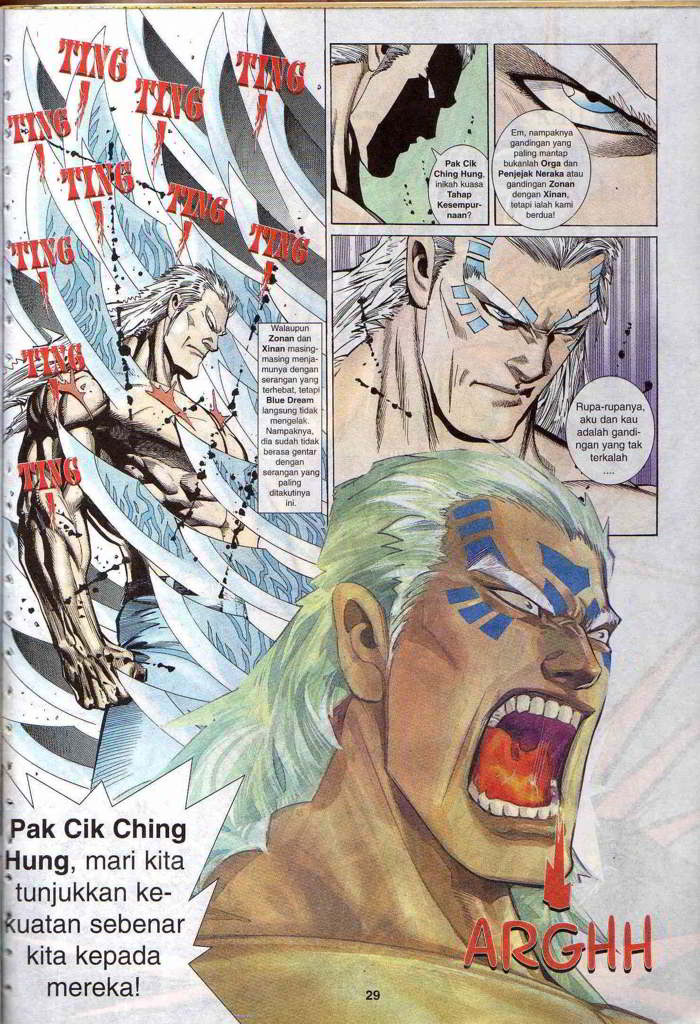 TING
TING
TING
TING
TING
TING
TING
TING
TING
TING
Walaupun
Zonan dan
Xinan masing-
masing menja-
munya dengan
serangan yang
terhebat, tetapi
Blue Dream
langsung tidak
mengelak.
Nampaknya,
dia sudah tidak
berasa gentar
dengan
serangan yang
paling
ditakutinya
ini.
Pak Cik
Ching Hung,
inikah kuasa
Tahap
Kesempur-
naan?
Em, nampaknya
gandingan yang
paling mantap
bukanlah Orga dan
Penjejak Neraka atau
gandingan Zonan
dengan Xinan,
tetapi ialah kami
berdua!
Rupa-rupanya,
aku dan kau
adalah gandi-
ngan yang tak
terkalah
....
Pak Cik Ching
Hung, mari kita
tunjukkan ke-
kuatan sebenar
kita kepada
mereka!
ARGHH
29